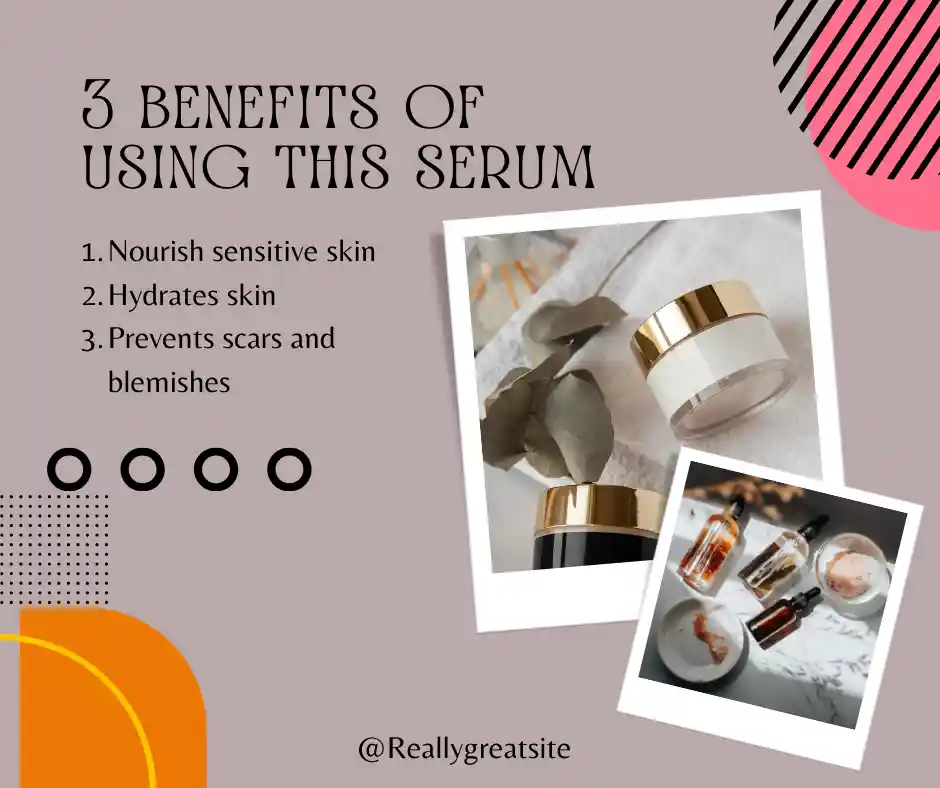 3 BENEFITS OF
USING THIS SERUM
1. Nourish sensitive skin
2. Hydrates skin
3. Prevents scars and
blemishes
@Reallygreatsite